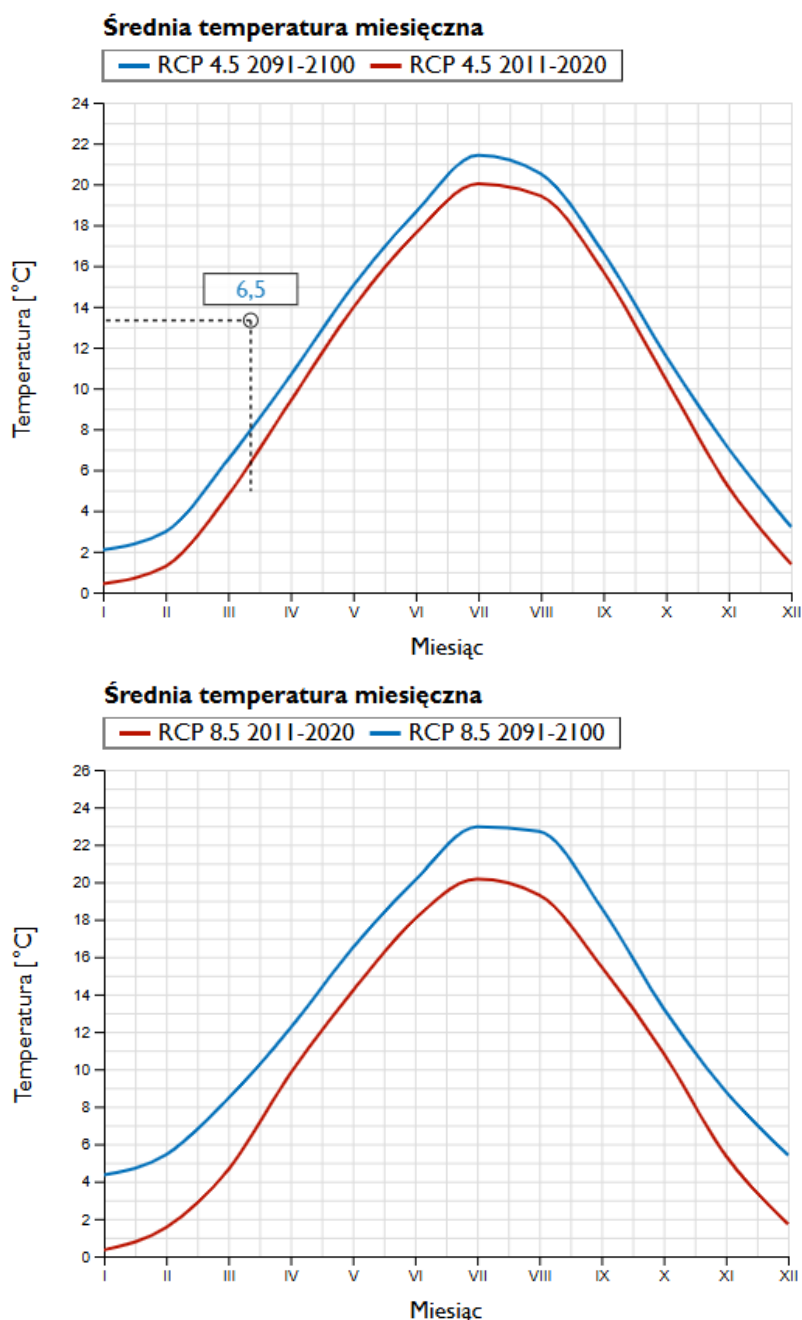 Średnia temperatura miesięczna
RCP 4.5 2091-2100 RCP 4.5 2011-2020
24
22
20
18
16
14
12
10
8
6
4
2
0
Temperatura [°C]
6,5
I II III IV V VI VII VIII IX X XI XII
Miesiąc
Średnia temperatura miesięczna
RCP 8.5 2011-2020 RCP 8.5 2091-2100
26
24
22
20
18
16
14
12
10
8
6
4
2
0
Temperatura [°C]
I II III IV V VI VII VIII IX X XI XII
Miesiąc